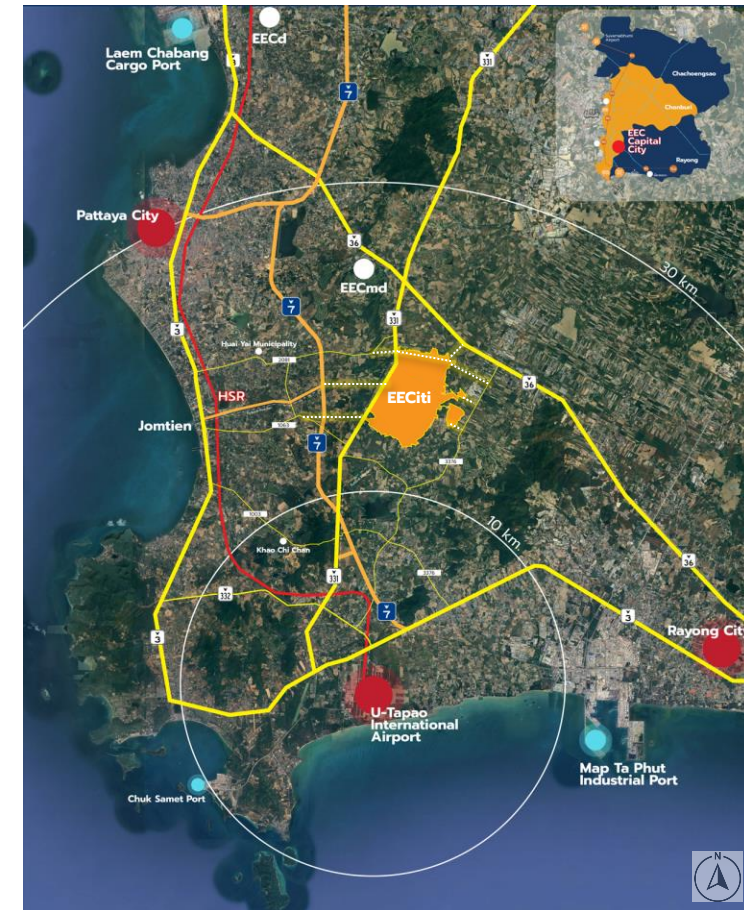 Laem Chabang
Cargo Port
EECd
3
7
331
Chachoengsao
Chonburi
EEC
Capital
City
Rayong
Pattaya City
36
30 km.
EECmd
7
331
3
Huai-Yai Municipality
36
HSR
EECiti
Jomtien
7
10 km.
Khao Chi Chan
331
36
332
7
3
3
Rayong City
U-Tapao
International
Airport
Map Ta Phut
Industrial Port
Chuk Samet Port
N